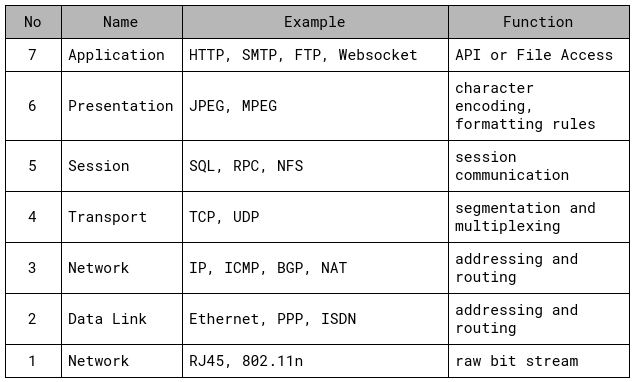 No Name Example Function
7 Application HTTP, SMTP, FTP, Websocket API or File Access
6 Presentation JPEG, MPEG character
encoding,
formatting rules
5 Session SQL, RPC, NFS session
communication
4 Transport TCP, UDP segmentation and
multiplexing
3 Network IP, ICMP, BGP, NAT addressing and
routing
2 Data Link Ethernet, PPP, ISDN addressing and
routing
1 Network RJ45, 802.11n raw bit stream